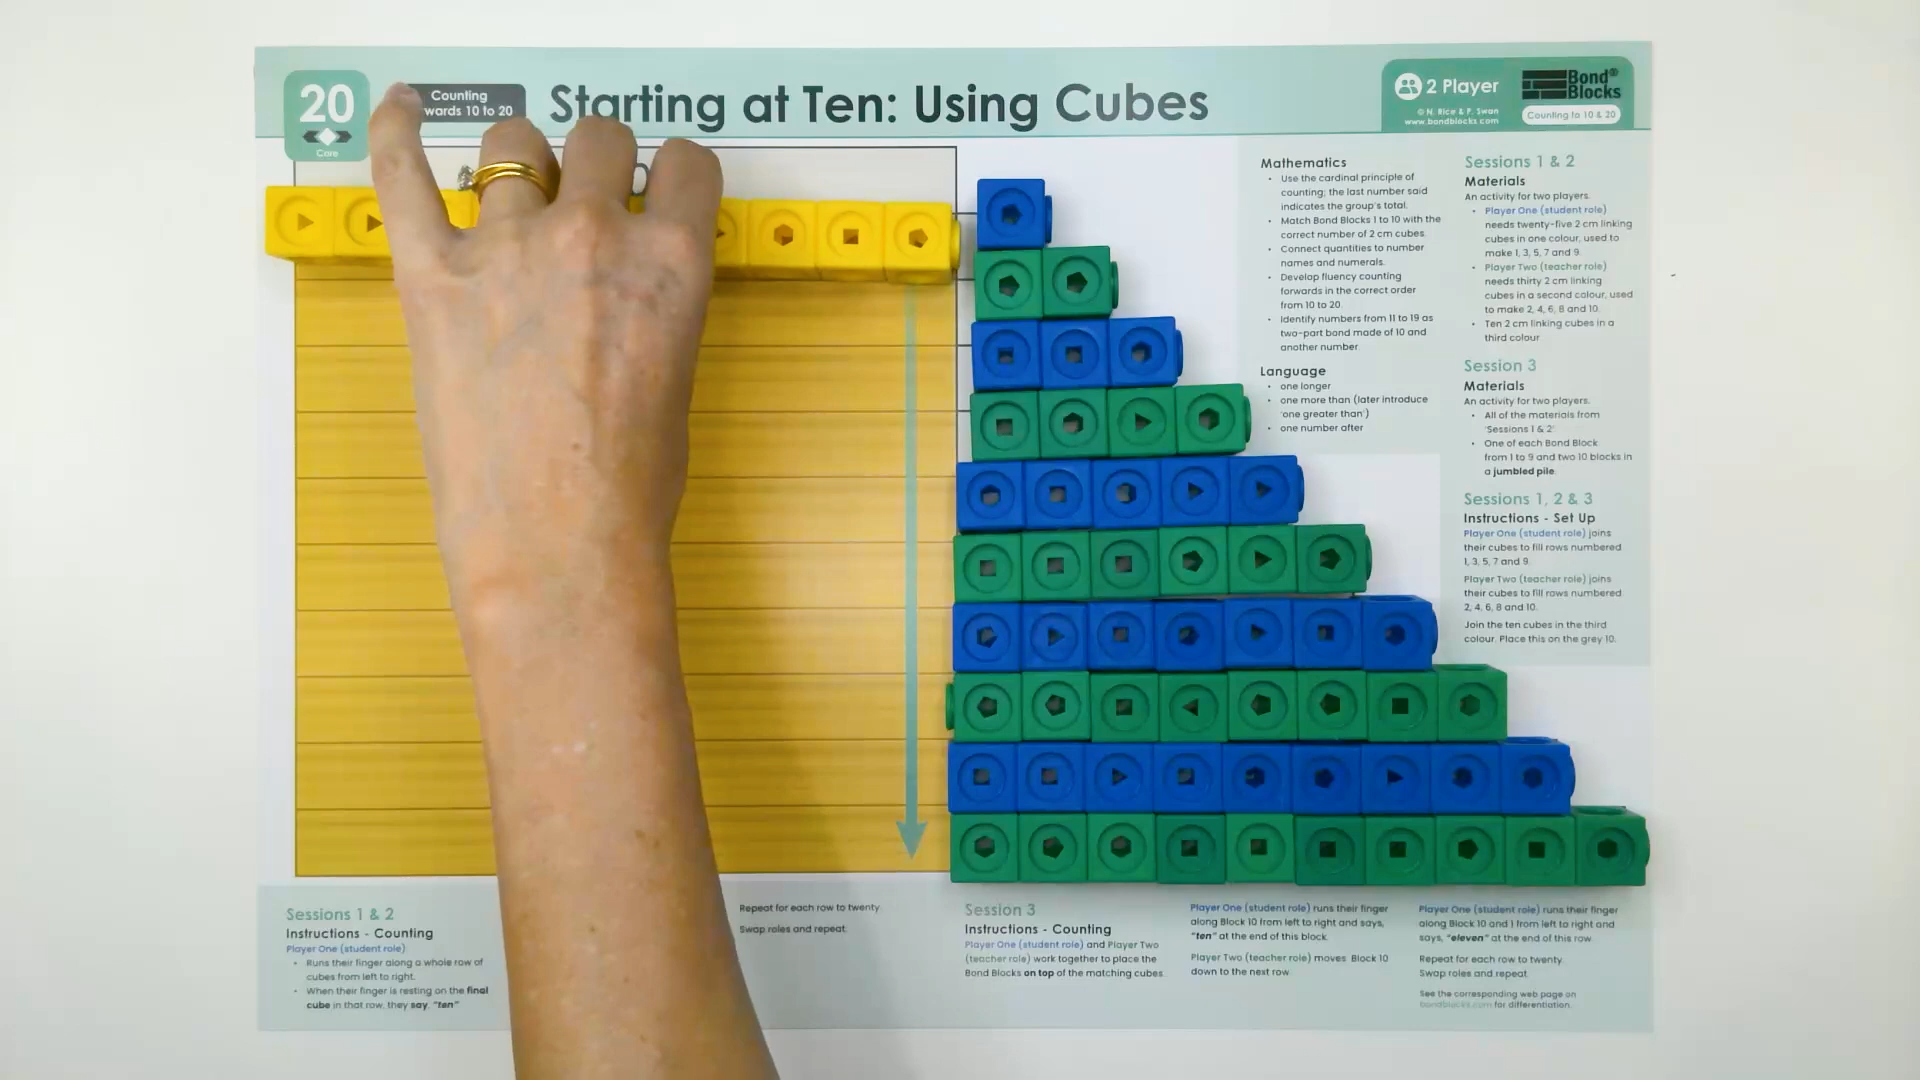 20
Core
Counting
wards 10 to 20
Starting at Ten: Using Cubes
2 Player
© N. Rice & P. Swan
www.bondblocks.com
Bond®
Blocks
Counting to 10 & 20
Mathematics
• Use the cardinal principle of
counting; the last number said
indicates the group's total.
• Match Bond Blocks 1 to 10 with the
correct number of 2 cm cubes.
• Connect quantities to number
names and numerals.
• Develop fluency counting
forwards in the correct order
from 10 to 20.
• Identify numbers from 11 to 19 as
two-part bond made of 10 and
another number.
Language
• one longer
• one more than (later introduce
'one greater than')
• one number after
Sessions 1 & 2
Materials
An activity for two players.
• Player One (student role)
needs twenty-five 2 cm linking
cubes in one colour, used to
make 1, 3, 5, 7 and 9.
• Player Two (teacher role)
needs thirty 2 cm linking
cubes in a second colour, used
to make 2, 4, 6, 8 and 10.
• Ten 2 cm linking cubes in a
third colour
Session 3
Materials
An activity for two players.
• All of the materials from
'Sessions 1 & 2'.
• One of each Bond Block
from 1 to 9 and two 10 blocks in
a jumbled pile.
Sessions 1, 2 & 3
Instructions - Set Up
Player One (student role) joins
their cubes to fill rows numbered
1, 3, 5, 7 and 9.
Player Two (teacher role) joins
their cubes to fill rows numbered
2, 4, 6, 8 and 10.
Join the ten cubes in the third
colour. Place this on the grey 10.
Sessions 1 & 2
Instructions - Counting
Player One (student role)
• Runs their finger along a whole row of
cubes from left to right.
• When their finger is resting on the final
cube in that row, they say, "ten"
Repeat for each row to twenty.
Swap roles and repeat.
Session 3
Instructions - Counting
Player One (student role) and Player Two
(teacher role) work together to place the
Bond Blocks on top of the matching cubes.
Player One (student role) runs their finger
along Block 10 from left to right and says,
"ten" at the end of this block.
Player Two (teacher role) moves Block 10
down to the next row.
Player One (student role) runs their finger
along Block 10 and 1 from left to right and
says, "eleven" at the end of this row.
Repeat for each row to twenty.
Swap roles and repeat.
See the corresponding web page on
bondblocks.com for differentiation.